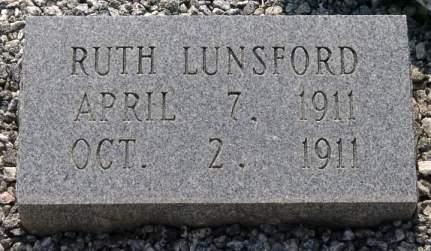 RUTH LUNSFORD
APRIL 7, 1911
OCT. 2. 1911